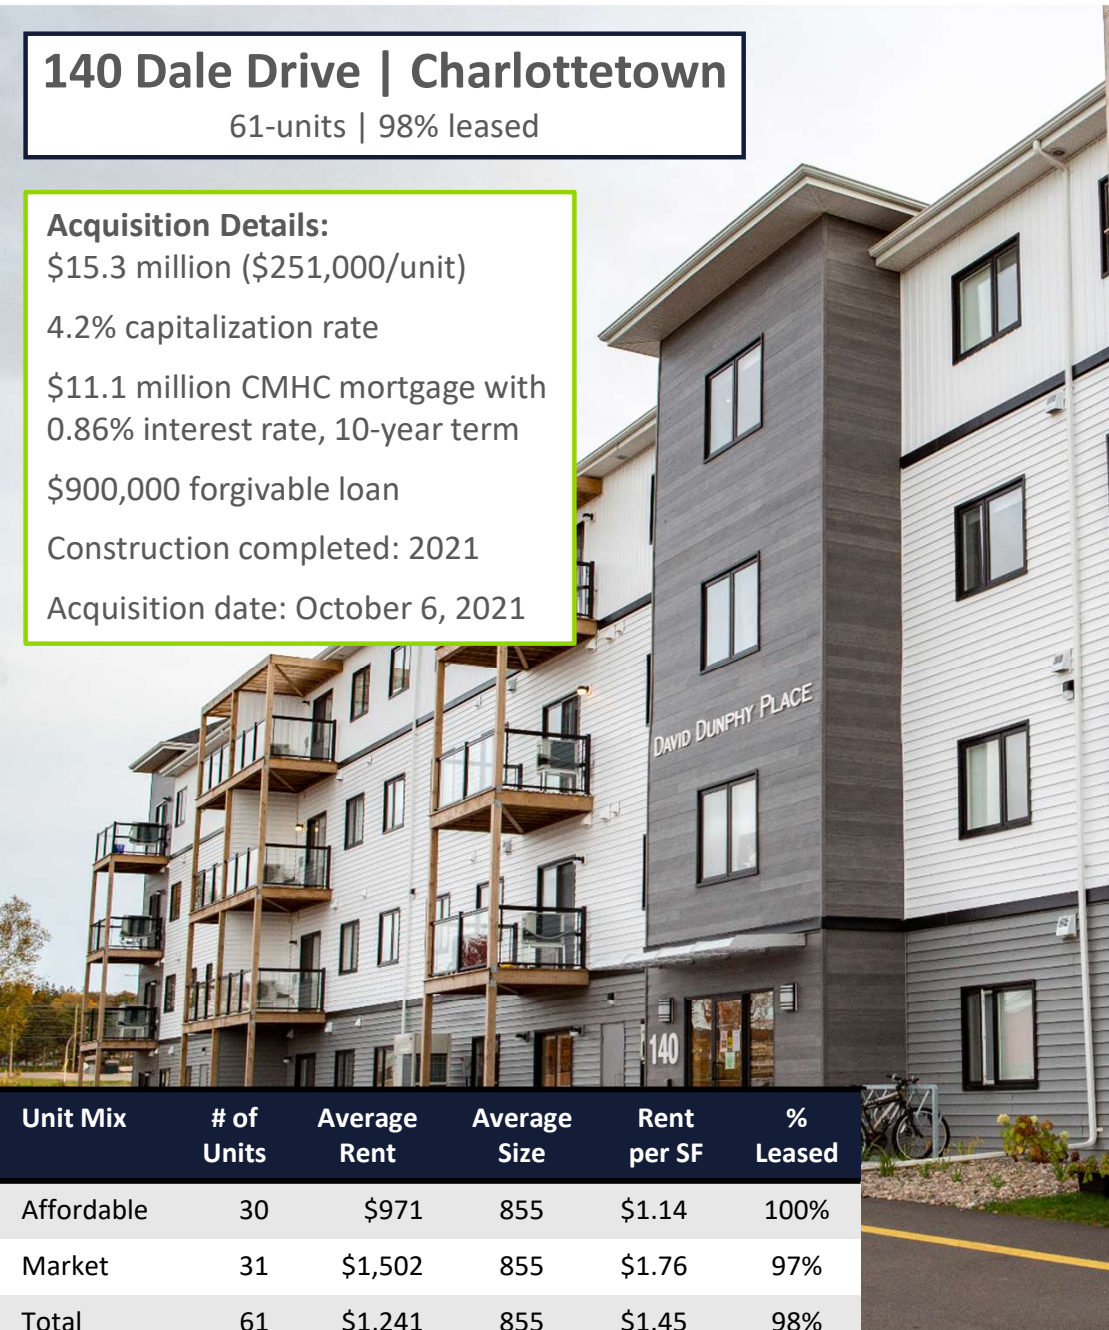 140 Dale Drive | Charlottetown
61-units | 98% leased
Acquisition Details:
$15.3 million ($251,000/unit)
4.2% capitalization rate
$11.1 million CMHC mortgage with
0.86% interest rate, 10-year term
$900,000 forgivable loan
Construction completed: 2021
Acquisition date: October 6, 2021
DAVID DUNPHY PLACE
140
Unit Mix # of Units Average Rent Average Size Rent per SF % Leased
Affordable 30 $971 855 $1.14 100%
Market 31 $1,502 855 $1.76 97%
Total 61 $1,241 855 $1.45 98%